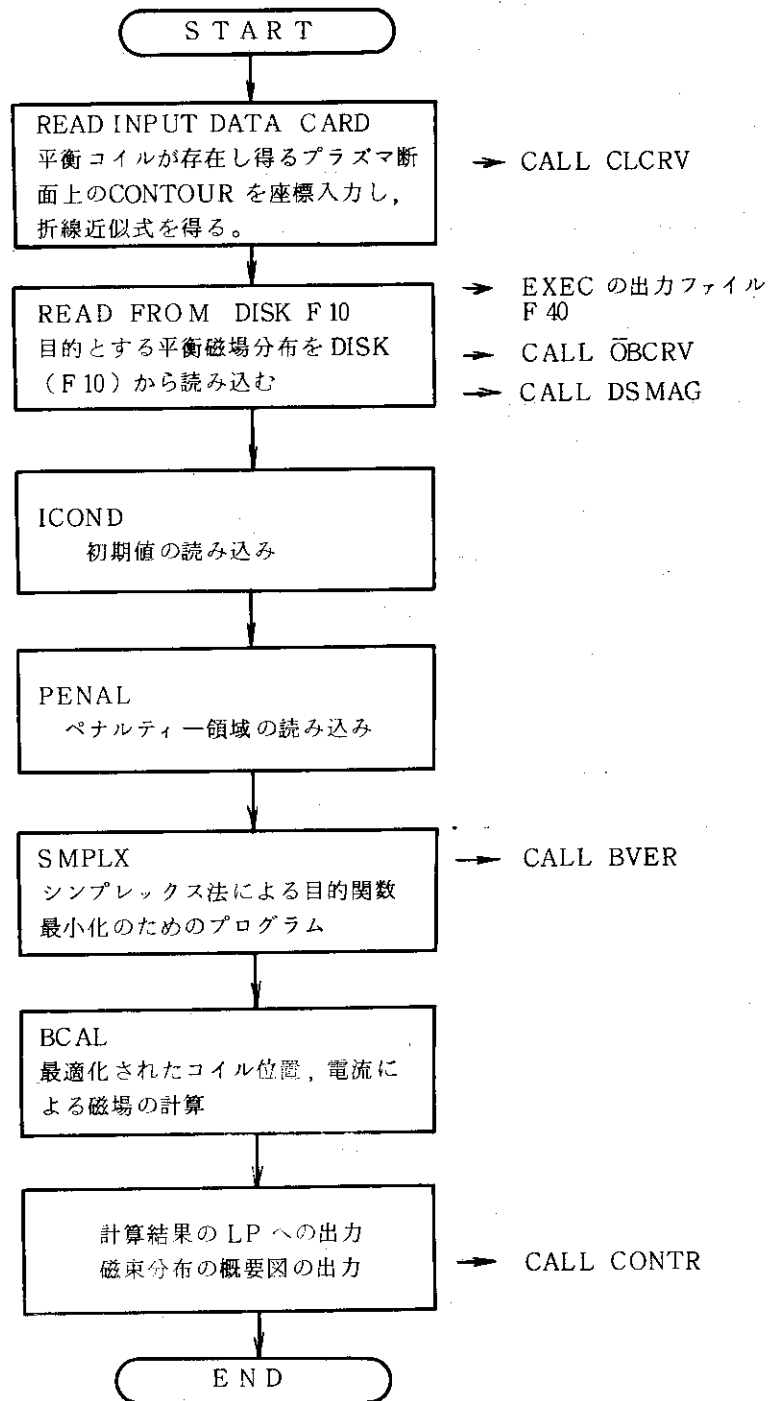 START
READ INPUT DATA CARD
平衡コイルが存在し得るプラズマ断
面上のCONTOUR を座標入力し,
折線近似式を得る。
→ CALL CLCRV
READ FROM DISK F10
目的とする平衡磁場分布を DISK
(F10)から読み込む
→ EXEC の出力ファイル
F40
→ CALL ŌBCRV
→ CALL DSMAG
ICOND
初期値の読み込み
PENAL
ペナルティー領域の読み込み
SMPLX
シンプレックス法による目的関数
最小化のためのプログラム
→ CALL BVER
BCAL
最適化されたコイル位置, 電流に
よる磁場の計算
計算結果の LP への出力
磁束分布の概要図の出力
→ CALL CONTR
END